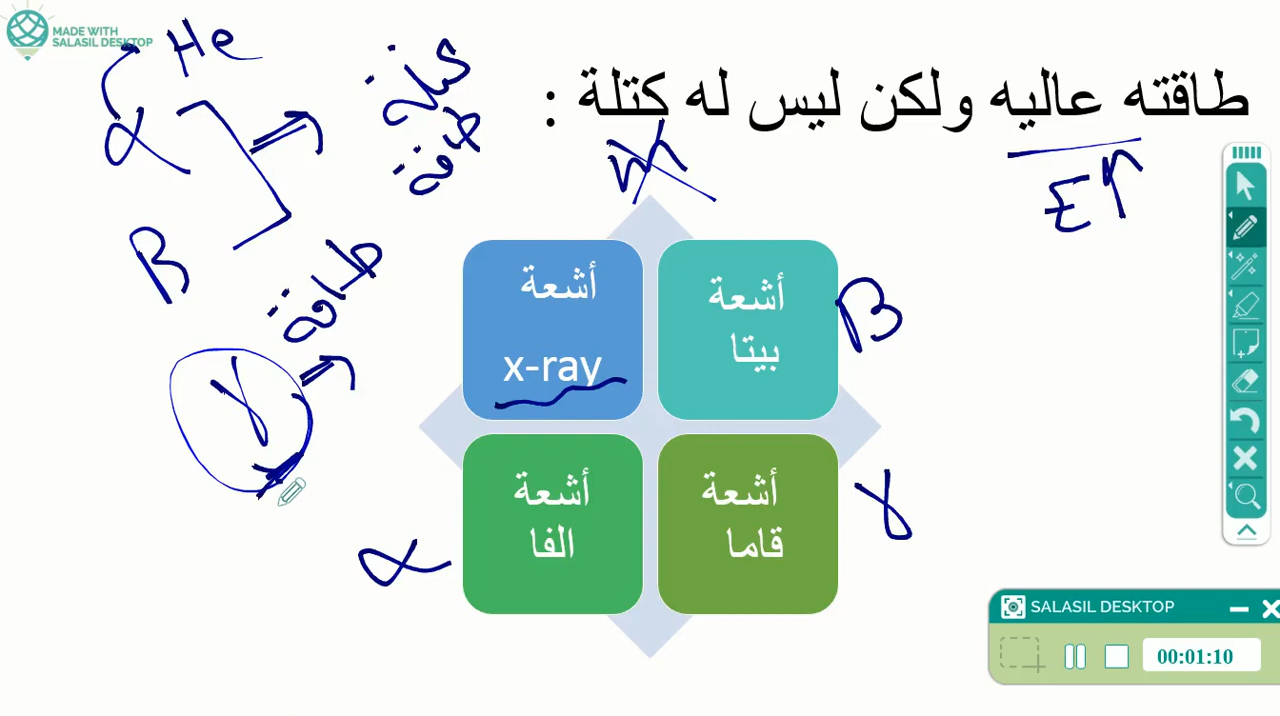 MADE WITH
SALASIL DESKTOP
طاقته عاليه ولكن ليس له كتلة :
He
α
كتلة
طاقة
m
E
B
طاقة
γ
أشعة
x-ray
أشعة
بيتا
B
أشعة
الفا
α
أشعة
قاما
γ
SALASIL DESKTOP
00:01:10